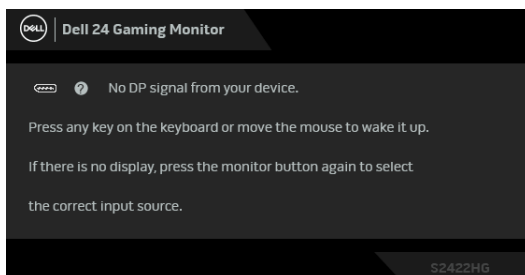 DELL
Dell 24 Gaming Monitor
No DP signal from your device.
Press any key on the keyboard or move the mouse to wake it up.
If there is no display, press the monitor button again to select
the correct input source.
S2422HG